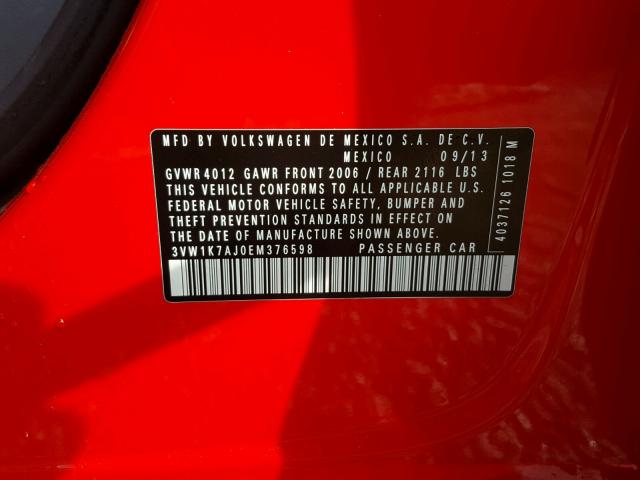 MFD BY VOLKSWAGEN DE MEXICO S.A. DE C.V.
MEXICO 09/13
GVWR 4012 GAWR FRONT 2006 / REAR 2116 LBS
THIS VEHICLE CONFORMS TO ALL APPLICABLE U.S.
FEDERAL MOTOR VEHICLE SAFETY, BUMPER AND
THEFT PREVENTION STANDARDS IN EFFECT ON
THE DATE OF MANUFACTURE SHOWN ABOVE.
3VW1K7AJ0EM376598 PASSENGER CAR
4037126 1018 M